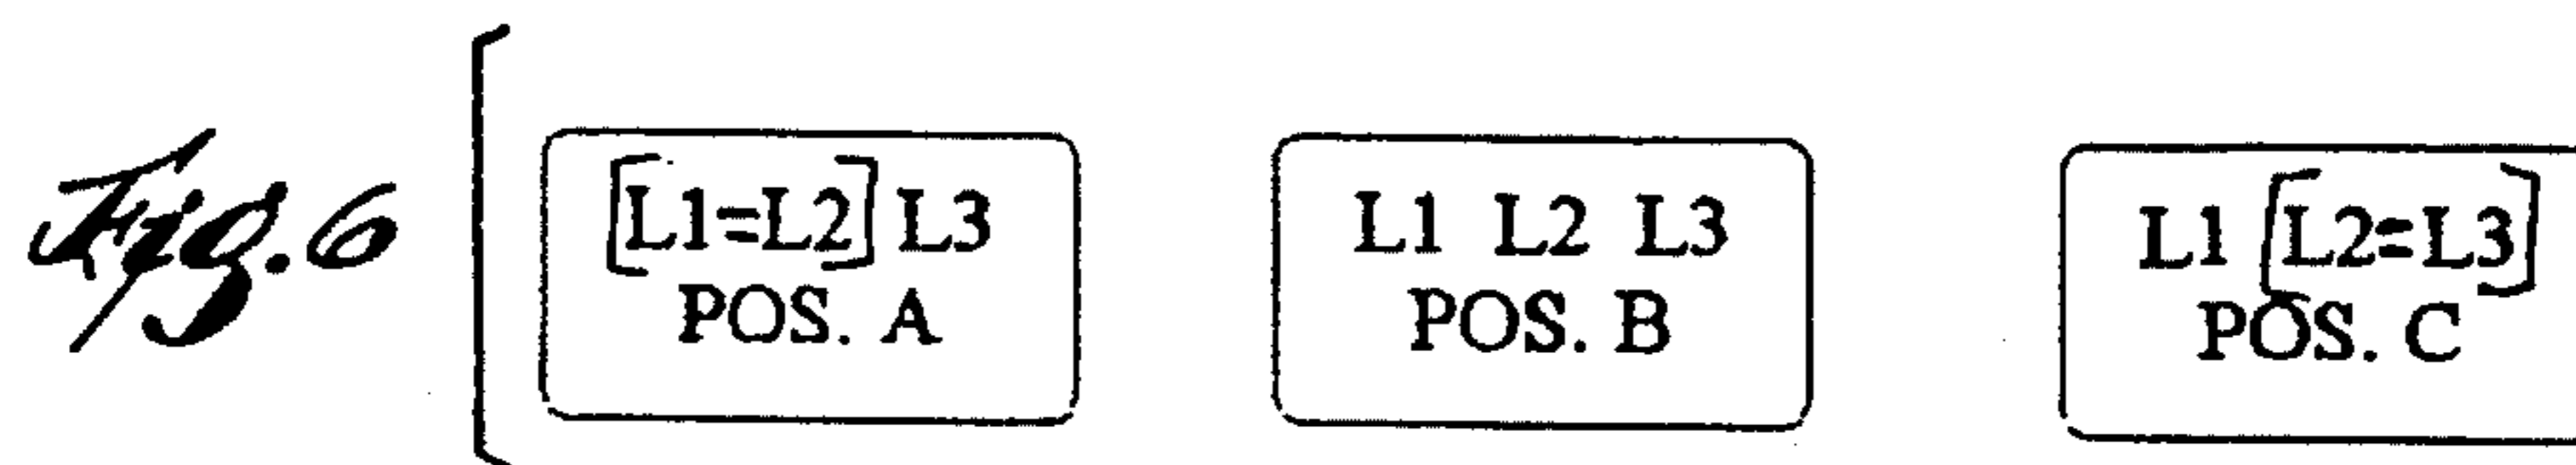 Fig. 6
[L1=L2] L3
POS. A
L1 L2 L3
POS. B
L1 [L2=L3]
POS. C